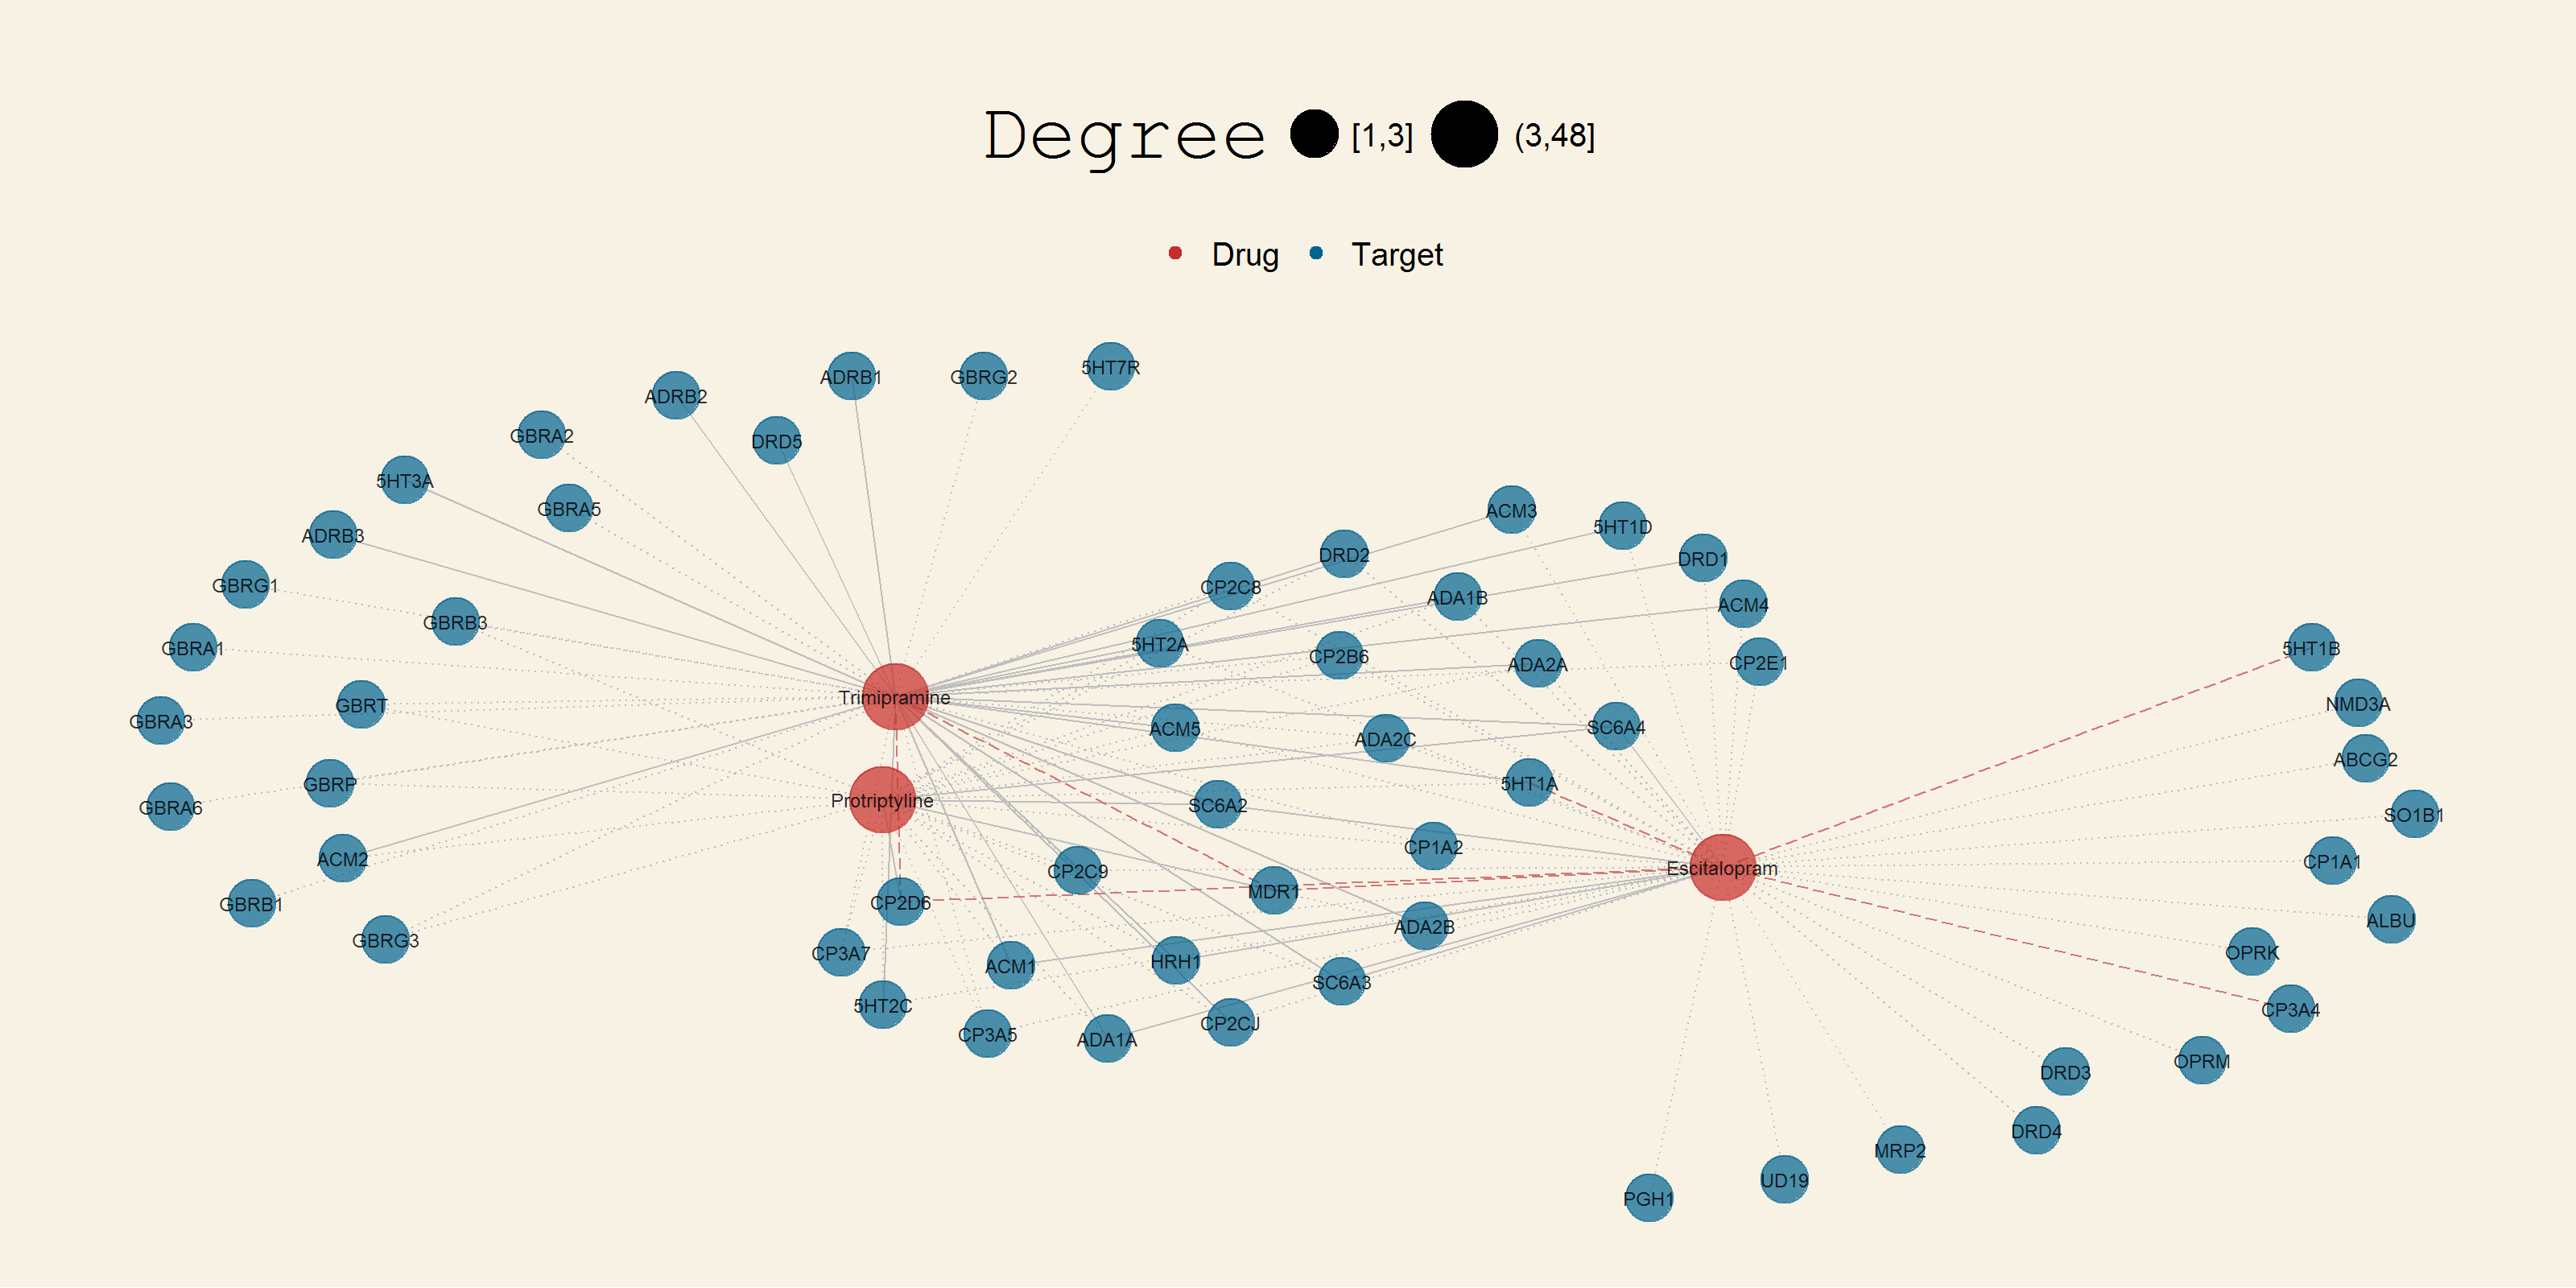 Degree [1,3] (3,48]
Drug Target
5HT7R
ADRB1
GBRG2
ADRB2
GBRA2
DRD5
5HT3A
GBRA5
ACM3
5HT1D
ADRB3
DRD2
DRD1
GBRG1
CP2C8
ADA1B
ACM4
GBRB3
5HT2A
GBRA1
CP2B6
ADA2A
CP2E1
5HT1B
Trimipramine
GBRT
NMD3A
GBRA3
ACM5
ADA2C
SC6A4
ABCG2
GBRP
5HT1A
Protriptyline
GBRA6
SC6A2
SO1B1
CP1A2
ACM2
CP2C9
Escitalopram
CP1A1
MDR1
GBRB1
CP2D6
ALBU
ADA2B
GBRG3
CP3A7
OPRK
HRH1
ACM1
SC6A3
5HT2C
CP3A4
CP2CJ
CP3A5
ADA1A
OPRM
DRD3
DRD4
MRP2
UD19
PGH1